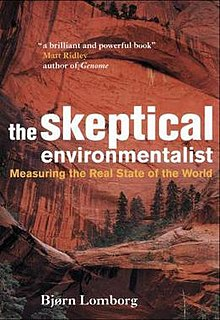 “a brilliant and powerful book”
Matt Ridley
author of Genome
the skeptical
environmentalist
Measuring the Real State of the World
Bjørn Lomborg